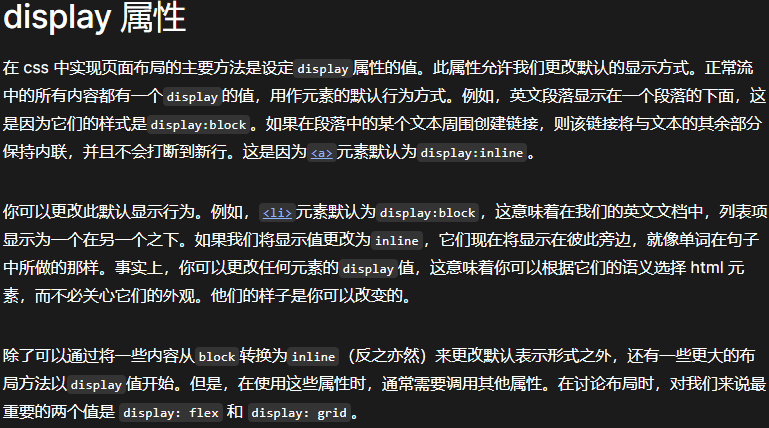 display 属性
在 css 中实现页面布局的主要方法是设定display属性的值。此属性允许我们更改默认的显示方式。正常流
中的所有内容都有一个display的值，用作元素的默认行为方式。例如，英文段落显示在一个段落的下面，这
是因为它们的样式是display:block。如果在段落中的某个文本周围创建链接，则该链接将与文本的其余部分
保持内联，并且不会打断到新行。这是因为<a>元素默认为display:inline。
你可以更改此默认显示行为。例如，<li>元素默认为display:block，这意味着在我们的英文文档中，列表项
显示为一个在另一个之下。如果我们将显示值更改为inline，它们现在将显示在彼此旁边，就像单词在句子
中所做的那样。事实上，你可以更改任何元素的display值，这意味着你可以根据它们的语义选择 html 元
素，而不必关心它们的外观。他们的样子是你可以改变的。
除了可以通过将一些内容从block转换为inline（反之亦然）来更改默认表示形式之外，还有一些更大的布
局方法以display值开始。但是，在使用这些属性时，通常需要调用其他属性。在讨论布局时，对我们来说最
重要的两个值是 display: flex 和 display: grid。